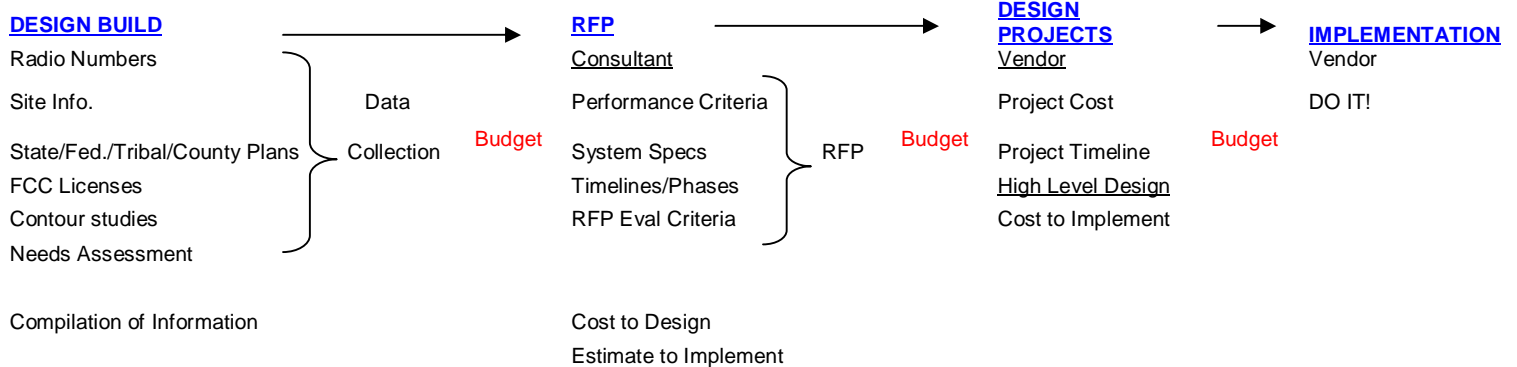 DESIGN BUILD
Radio Numbers
Site Info.
State/Fed./Tribal/County Plans
FCC Licenses
Contour studies
Needs Assessment
Compilation of Information
Data
Collection
Budget
RFP
Consultant
Performance Criteria
System Specs
Timelines/Phases
RFP Eval Criteria
Cost to Design
Estimate to Implement
RFP
Budget
DESIGN
PROJECTS
Vendor
Project Cost
Project Timeline
High Level Design
Cost to Implement
Budget
IMPLEMENTATION
Vendor
DO IT!